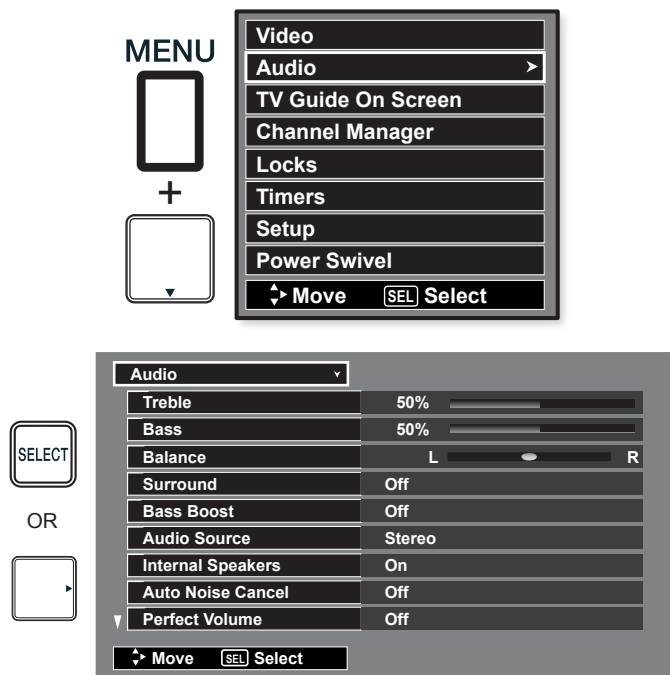 MENU
+
Video
Audio
TV Guide On Screen
Channel Manager
Locks
Timers
Setup
Power Swivel
Move SEL Select
SELECT
OR
Audio
Treble 50%
Bass 50%
Balance L R
Surround Off
Bass Boost Off
Audio Source Stereo
Internal Speakers On
Auto Noise Cancel Off
Perfect Volume Off
Move SEL Select